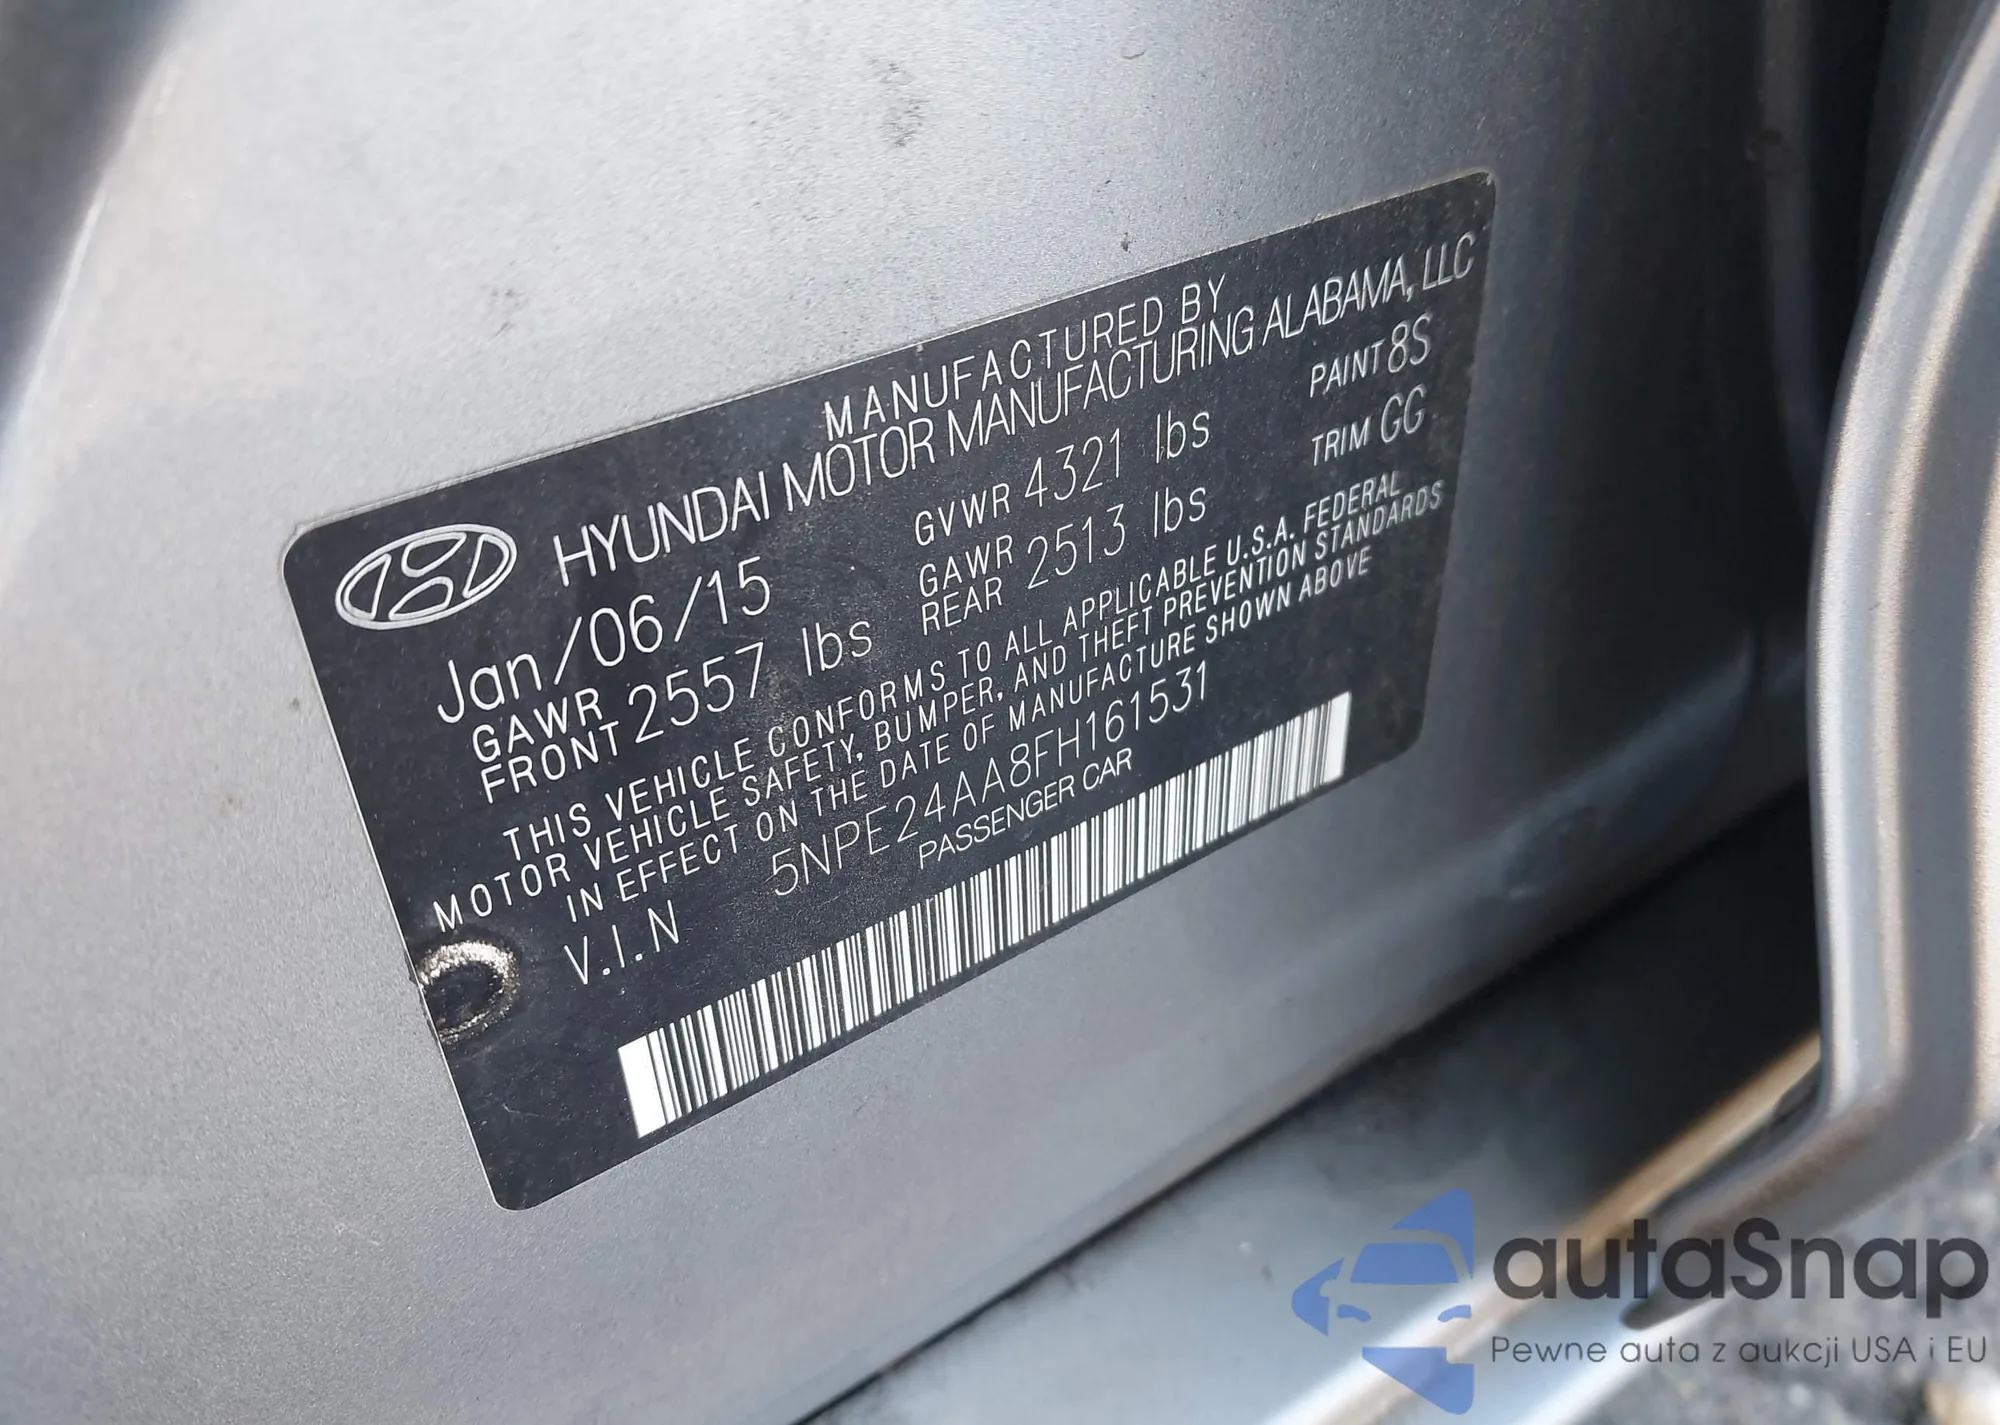 MANUFACTURED BY
HYUNDAI MOTOR MANUFACTURING ALABAMA, LLC
Jan/06/15
GVWR 4321 lbs
PAINT 8S
GAWR FRONT 2557 lbs
GAWR REAR 2513 lbs
TRIM GG
THIS VEHICLE CONFORMS TO ALL APPLICABLE U.S.A. FEDERAL
MOTOR VEHICLE SAFETY, BUMPER, AND THEFT PREVENTION STANDARDS
IN EFFECT ON THE DATE OF MANUFACTURE SHOWN ABOVE
V.I.N 5NPE24AA8FH161531
PASSENGER CAR
autaSnap
Pewne auta z aukcji USA i EU